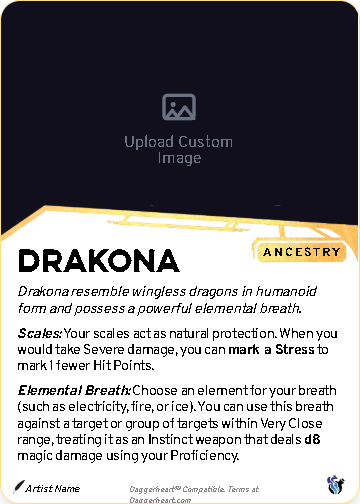 Upload Custom
Image
ANCESTRY
DRAKONA
Drakona resemble wingless dragons in humanoid
form and possess a powerful elemental breath.
Scales: Your scales act as natural protection. When you
would take Severe damage, you can mark a Stress to
mark 1 fewer Hit Points.
Elemental Breath: Choose an element for your breath
(such as electricity, fire, or ice). You can use this breath
against a target or group of targets within Very Close
range, treating it as an Instinct weapon that deals d8
magic damage using your Proficiency.
Artist Name
Daggerheart™ Compatible. Terms at
Daggerheart.com